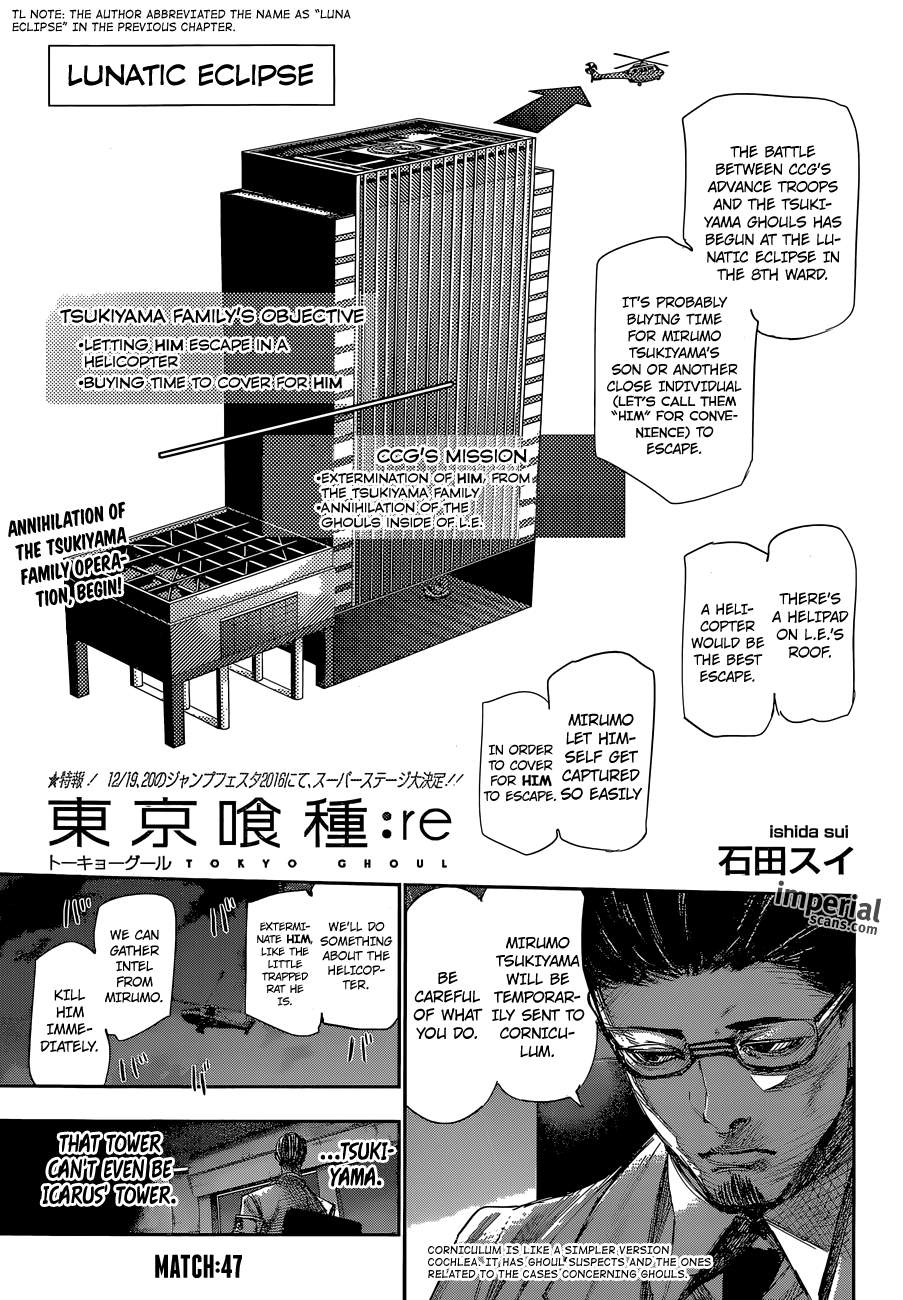 TL NOTE: THE AUTHOR ABBREVIATED THE NAME AS "LUNA
ECLIPSE" IN THE PREVIOUS CHAPTER.
LUNATIC ECLIPSE
THE BATTLE
BETWEEN CCG'S
ADVANCE TROOPS
AND THE TSUKI-
YAMA GHOULS HAS
BEGUN AT THE LU-
NATIC ECLIPSE IN
THE 8TH WARD.
IT'S PROBABLY
BUYING TIME
FOR MIRUMO
TSUKIYAMA'S
SON OR ANOTHER
CLOSE INDIVIDUAL
(LET'S CALL THEM
"HIM" FOR CONVE-
NIENCE) TO
ESCAPE.
TSUKIYAMA FAMILY'S OBJECTIVE
•LETTING HIM ESCAPE IN A
HELICOPTER
•BUYING TIME TO COVER FOR HIM
CCG'S MISSION
•EXTERMINATION OF HIM, FROM
THE TSUKIYAMA FAMILY
•ANNIHILATION OF THE
GHOULS INSIDE OF L.E.
ANNIHILATION OF
THE TSUKIYAMA
FAMILY OPERA-
TION, BEGIN!
THERE'S
A HELIPAD
ON L.E.'S
ROOF.
A HELI-
COPTER
WOULD BE
THE BEST
ESCAPE.
MIRUMO
LET HIM-
SELF GET
CAPTURED
SO EASILY
IN ORDER
TO COVER
FOR HIM
TO ESCAPE.
★特報！ 12/19、20のジャンプフェスタ2016にて、スーパーステージ大決定！！
東京喰種:re
トーキョーグール TOKYO GHOUL
ishida sui
石田スイ
imperial
scans.com
MIRUMO
TSUKIYAMA
WILL BE
TEMPORAR-
ILY SENT TO
CORNICU-
LUM.
BE
CAREFUL
OF WHAT
YOU DO.
WE'LL DO
SOMETHING
ABOUT THE
HELICOP-
TER.
EXTERMI-
NATE HIM,
LIKE THE
LITTLE
TRAPPED
RAT HE
IS.
WE CAN
GATHER
INTEL
FROM
MIRUMO.
KILL
HIM
IMME-
DIATELY.
...TSUKI-
YAMA.
THAT TOWER
CAN'T EVEN BE
ICARUS' TOWER.
CORNICULUM IS LIKE A SIMPLER VERSION
COCHLEA. IT HAS GHOUL SUSPECTS AND THE ONES
RELATED TO THE CASES CONCERNING GHOULS.
MATCH:47